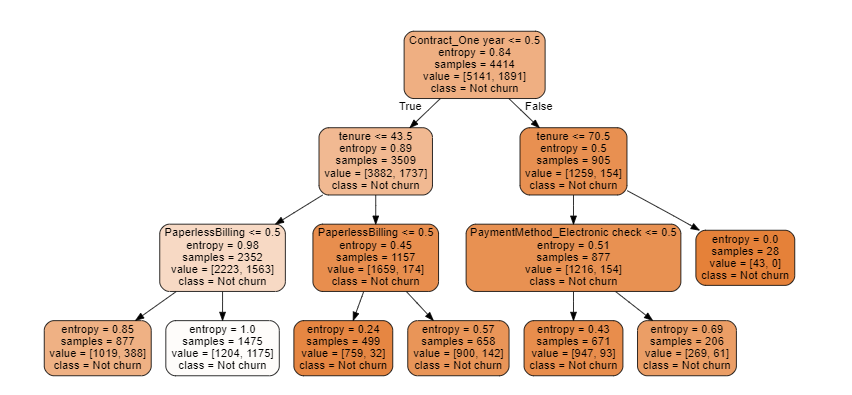 Contract_One year <= 0.5
entropy = 0.84
samples = 4414
value = [5141, 1891]
class = Not churn
True
False
tenure <= 43.5
entropy = 0.89
samples = 3509
value = [3882, 1737]
class = Not churn
tenure <= 70.5
entropy = 0.5
samples = 905
value = [1259, 154]
class = Not churn
PaperlessBilling <= 0.5
entropy = 0.98
samples = 2352
value = [2223, 1563]
class = Not churn
PaperlessBilling <= 0.5
entropy = 0.45
samples = 1157
value = [1659, 174]
class = Not churn
PaymentMethod_Electronic check <= 0.5
entropy = 0.51
samples = 877
value = [1216, 154]
class = Not churn
entropy = 0.0
samples = 28
value = [43, 0]
class = Not churn
entropy = 0.85
samples = 877
value = [1019, 388]
class = Not churn
entropy = 1.0
samples = 1475
value = [1204, 1175]
class = Not churn
entropy = 0.24
samples = 499
value = [759, 32]
class = Not churn
entropy = 0.57
samples = 658
value = [900, 142]
class = Not churn
entropy = 0.43
samples = 671
value = [947, 93]
class = Not churn
entropy = 0.69
samples = 206
value = [269, 61]
class = Not churn